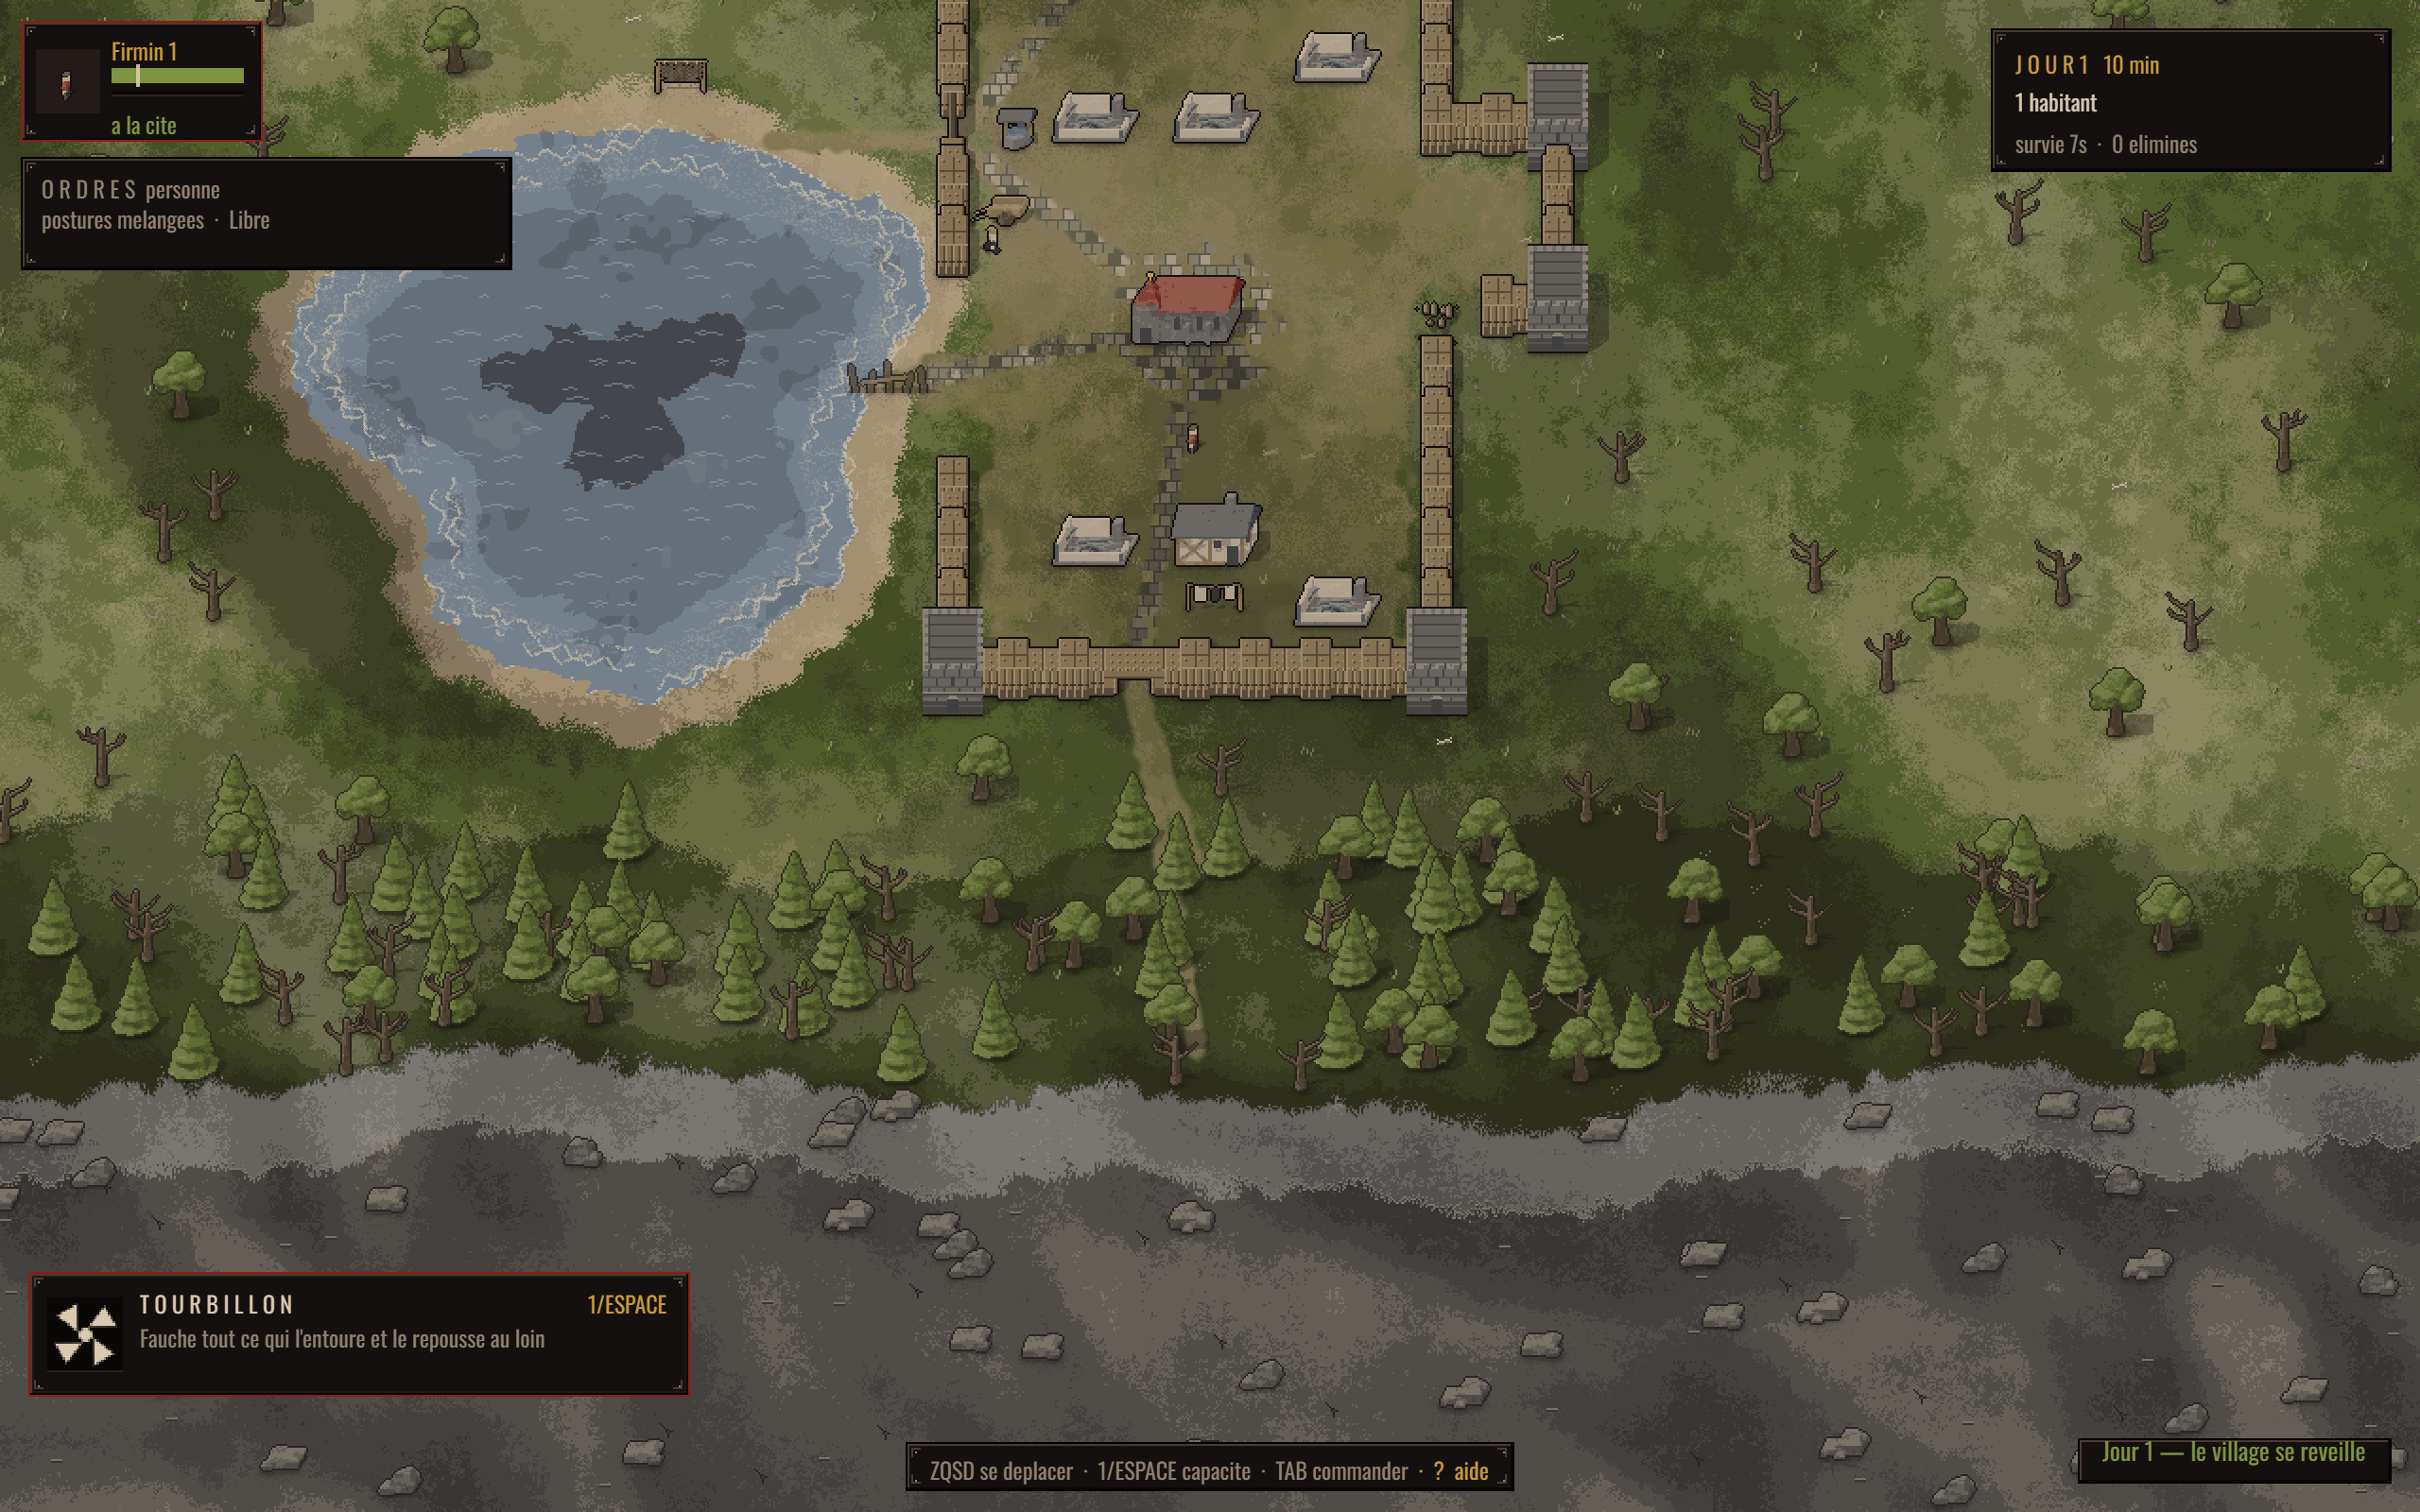 Firmin 1
a la cite
ORDRES personne
postures melangees · Libre
JOUR1 10 min
1 habitant
survie 7s · 0 elimines
TOURBILLON 1/ESPACE
Fauche tout ce qui l'entoure et le repousse au loin
ZQSD se deplacer · 1/ESPACE capacite · TAB commander · ? aide
Jour 1 — le village se reveille